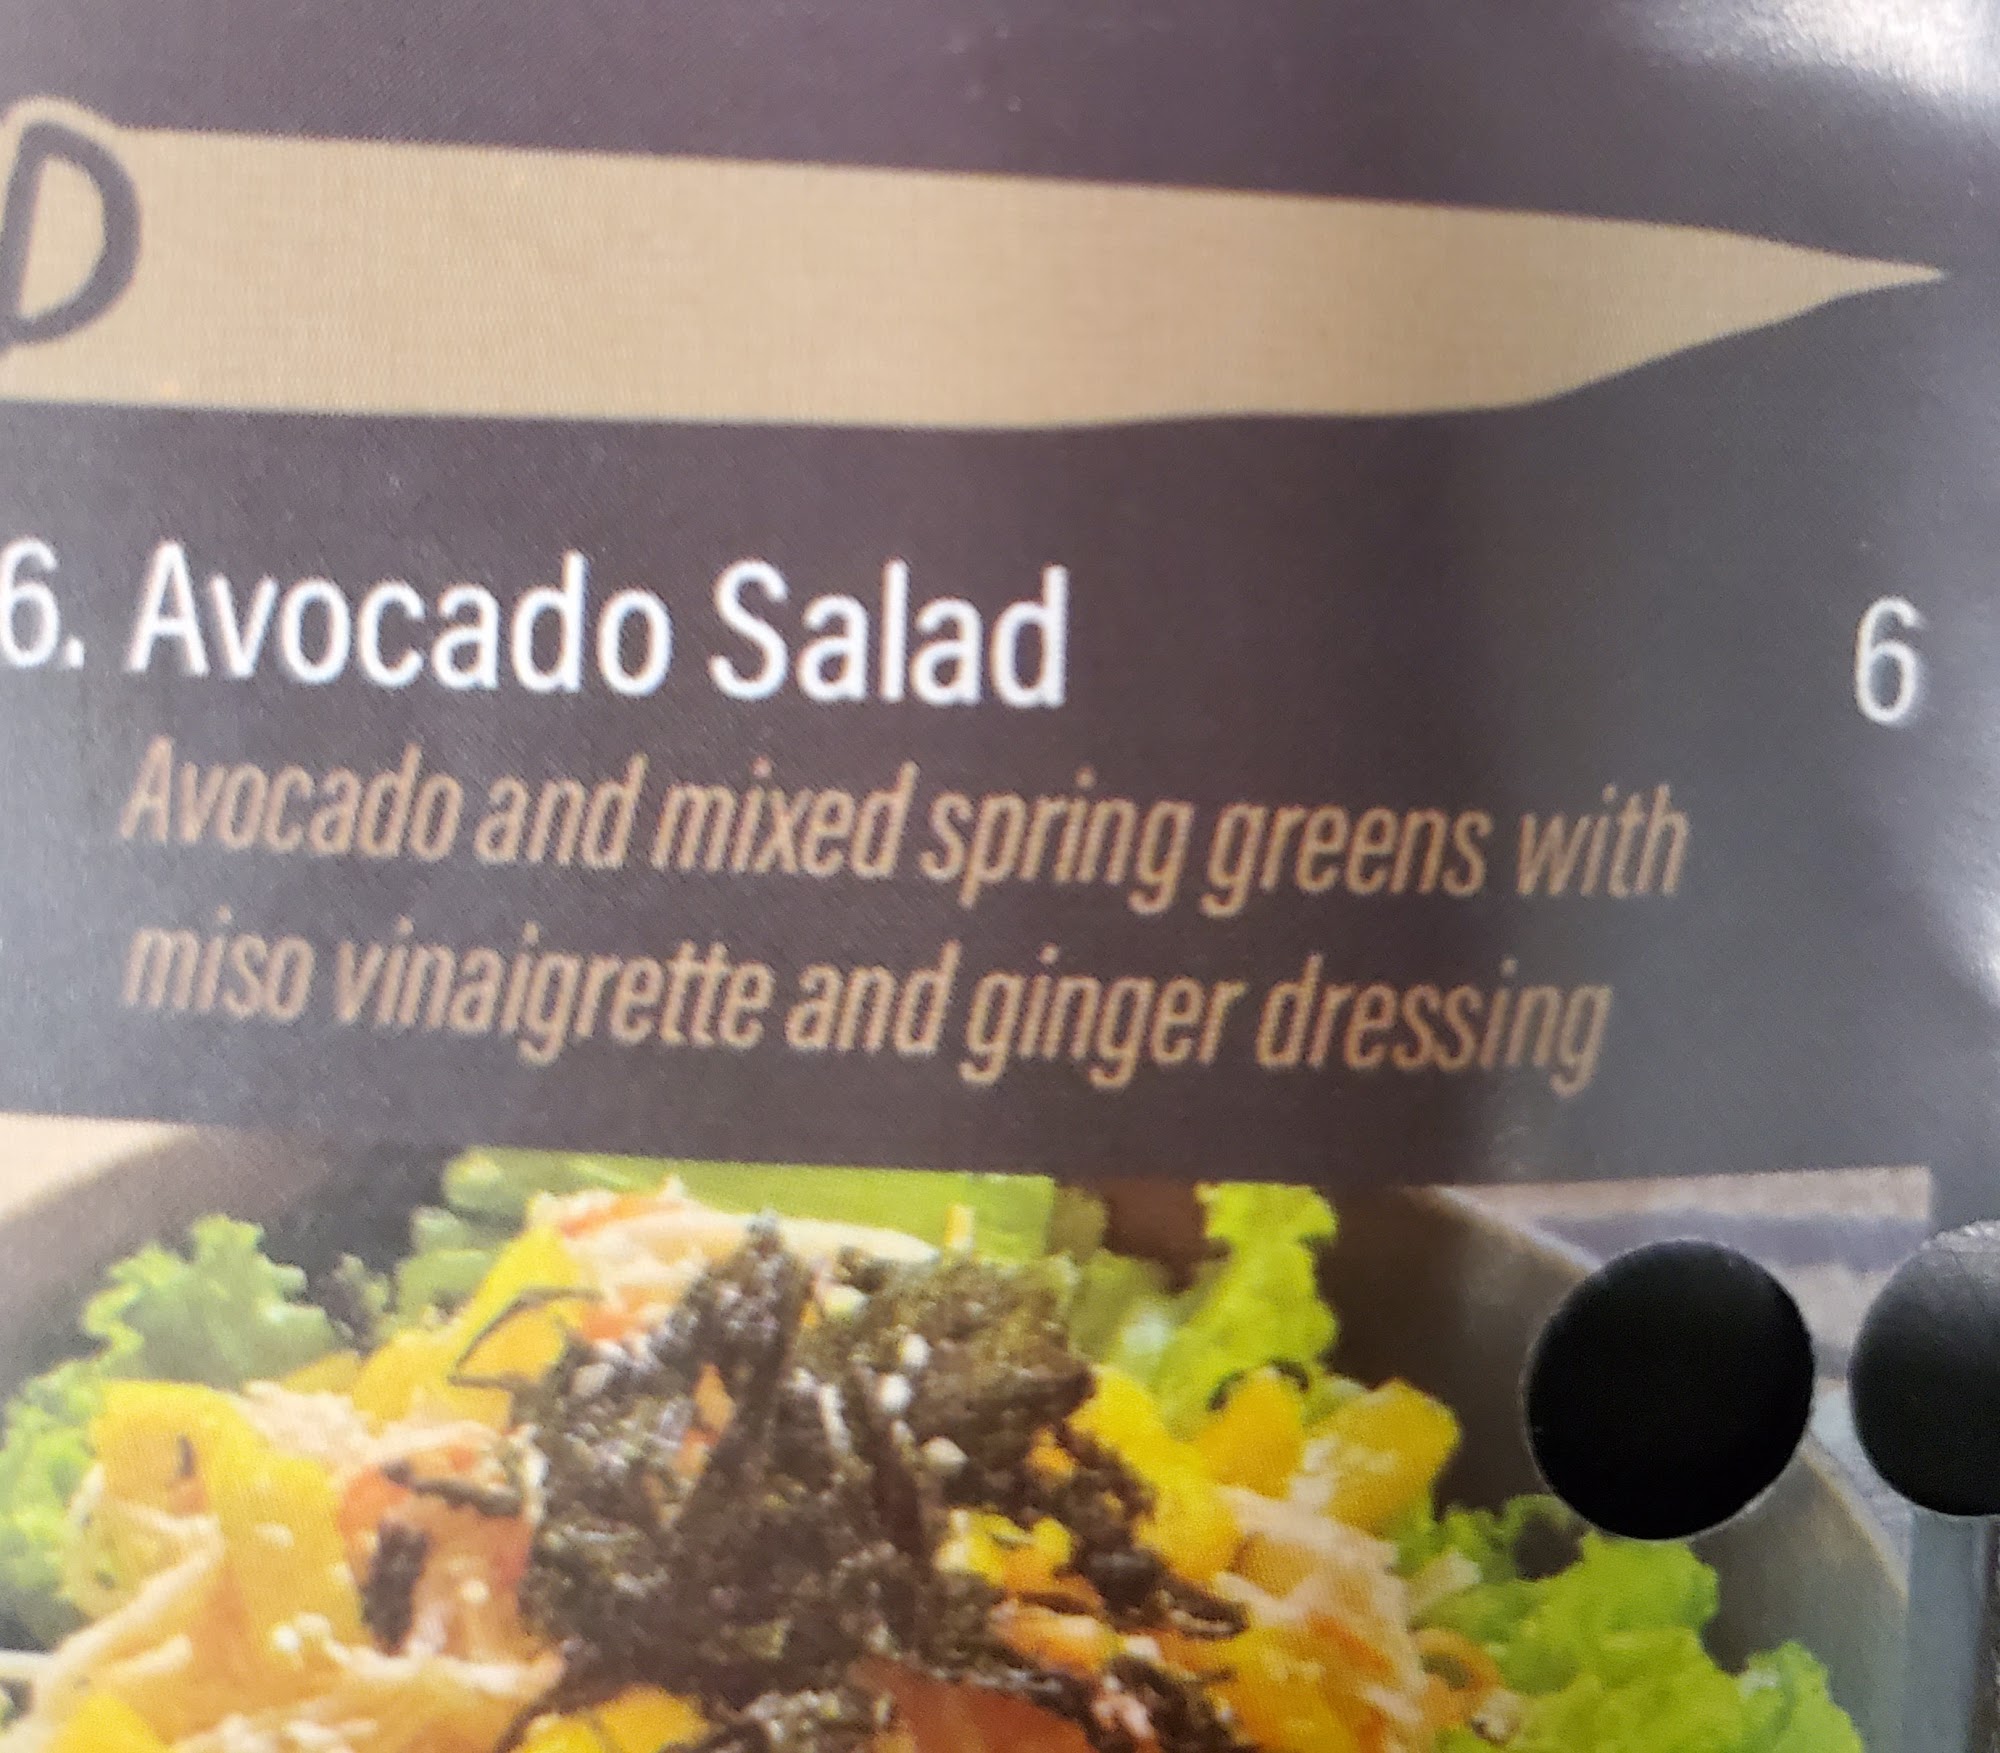 D
6. Avocado Salad 6
Avocado and mixed spring greens with
miso vinaigrette and ginger dressing